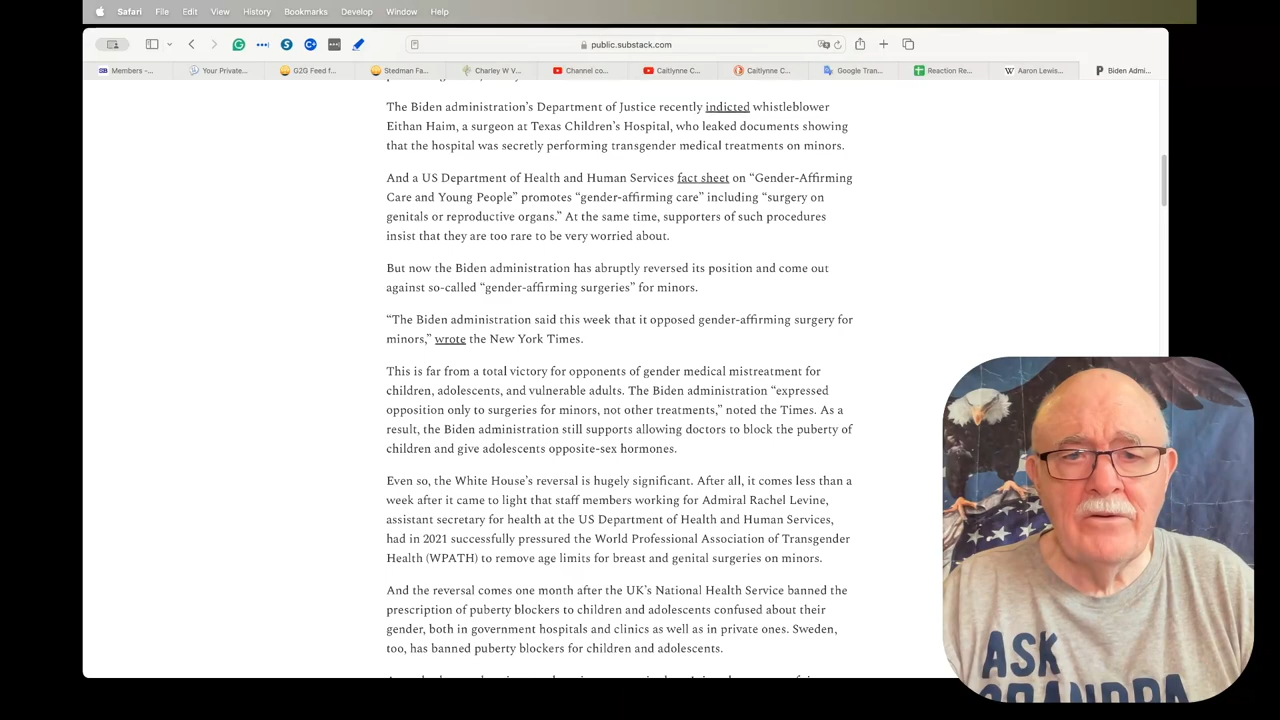 Safari File Edit View History Bookmarks Develop Window Help
public.substack.com
SB Members -... Your Private... G2G Feed f... Stedman Fa... Charley W V... Channel co... Caitlynne C... Caitlynne C... Google Tran... Reaction Re... W Aaron Lewis... P Biden Admi...
The Biden administration’s Department of Justice recently indicted whistleblower
Eithan Haim, a surgeon at Texas Children’s Hospital, who leaked documents showing
that the hospital was secretly performing transgender medical treatments on minors.
And a US Department of Health and Human Services fact sheet on “Gender-Affirming
Care and Young People” promotes “gender-affirming care” including “surgery on
genitals or reproductive organs.” At the same time, supporters of such procedures
insist that they are too rare to be very worried about.
But now the Biden administration has abruptly reversed its position and come out
against so-called “gender-affirming surgeries” for minors.
“The Biden administration said this week that it opposed gender-affirming surgery for
minors,” wrote the New York Times.
This is far from a total victory for opponents of gender medical mistreatment for
children, adolescents, and vulnerable adults. The Biden administration “expressed
opposition only to surgeries for minors, not other treatments,” noted the Times. As a
result, the Biden administration still supports allowing doctors to block the puberty of
children and give adolescents opposite-sex hormones.
Even so, the White House’s reversal is hugely significant. After all, it comes less than a
week after it came to light that staff members working for Admiral Rachel Levine,
assistant secretary for health at the US Department of Health and Human Services,
had in 2021 successfully pressured the World Professional Association of Transgender
Health (WPATH) to remove age limits for breast and genital surgeries on minors.
And the reversal comes one month after the UK’s National Health Service banned the
prescription of puberty blockers to children and adolescents confused about their
gender, both in government hospitals and clinics as well as in private ones. Sweden,
too, has banned puberty blockers for children and adolescents.
ASK
GRANDPA